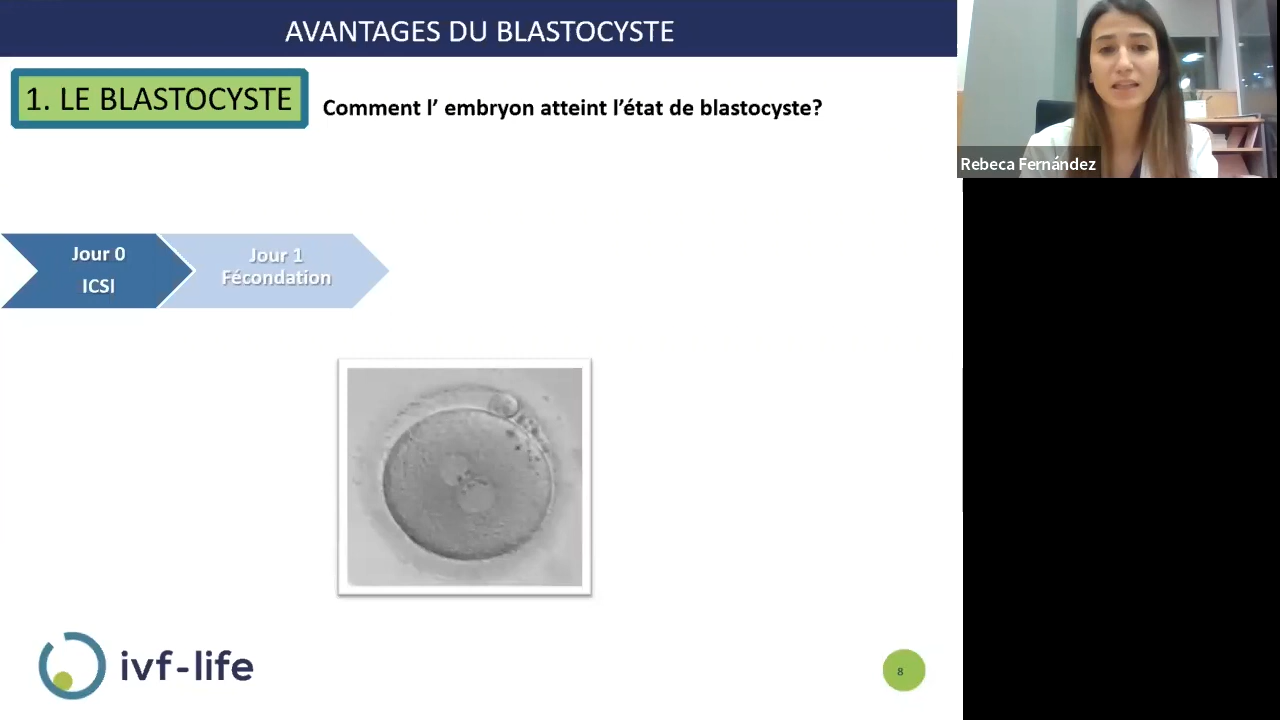 AVANTAGES DU BLASTOCYSTE
1. LE BLASTOCYSTE
Comment l’ embryon atteint l’état de blastocyste?
Rebeca Fernández
Jour 0
ICSI
Jour 1
Fécondation
ivf-life
8